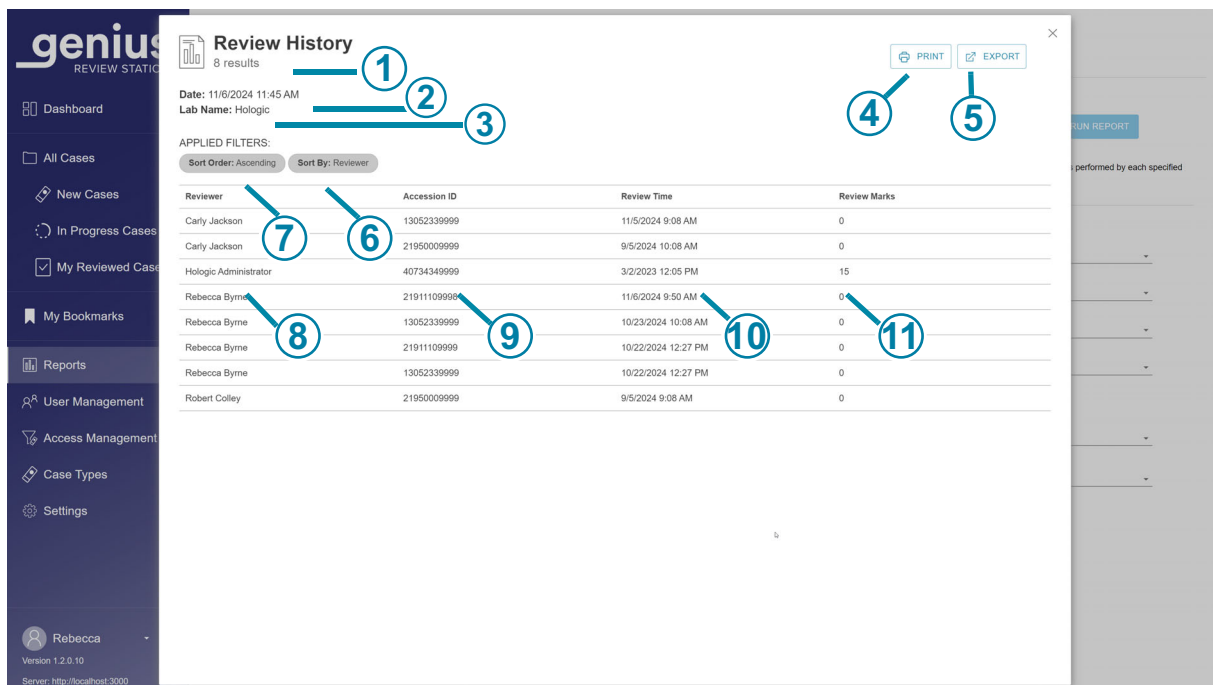 genius
REVIEW STATIO
Dashboard
All Cases
New Cases
In Progress Cases
My Reviewed Case
My Bookmarks
Reports
User Management
Access Management
Case Types
Settings
Rebecca
Version 1.2.0.10
Server: http://localhost:3000
Review History
8 results
1
PRINT
EXPORT
Date: 11/6/2024 11:45 AM
2
Lab Name: Hologic
3
4
5
APPLIED FILTERS:
Sort Order: Ascending Sort By: Reviewer
Reviewer Accession ID Review Time Review Marks
Carly Jackson 13052339999 11/5/2024 9:08 AM 0
7
6
Carly Jackson 21950009999 9/5/2024 10:08 AM 0
Hologic Administrator 40734349999 3/2/2023 12:05 PM 15
Rebecca Byrne 21911109998 11/6/2024 9:50 AM 0
Rebecca Byrne 13052339999 10/23/2024 10:08 AM 0
8
9
10
11
Rebecca Byrne 21911109999 10/22/2024 12:27 PM 0
Rebecca Byrne 13052339999 10/22/2024 12:27 PM 0
Robert Colley 21950009999 9/5/2024 9:08 AM 0
RUN REPORT
performed by each specified